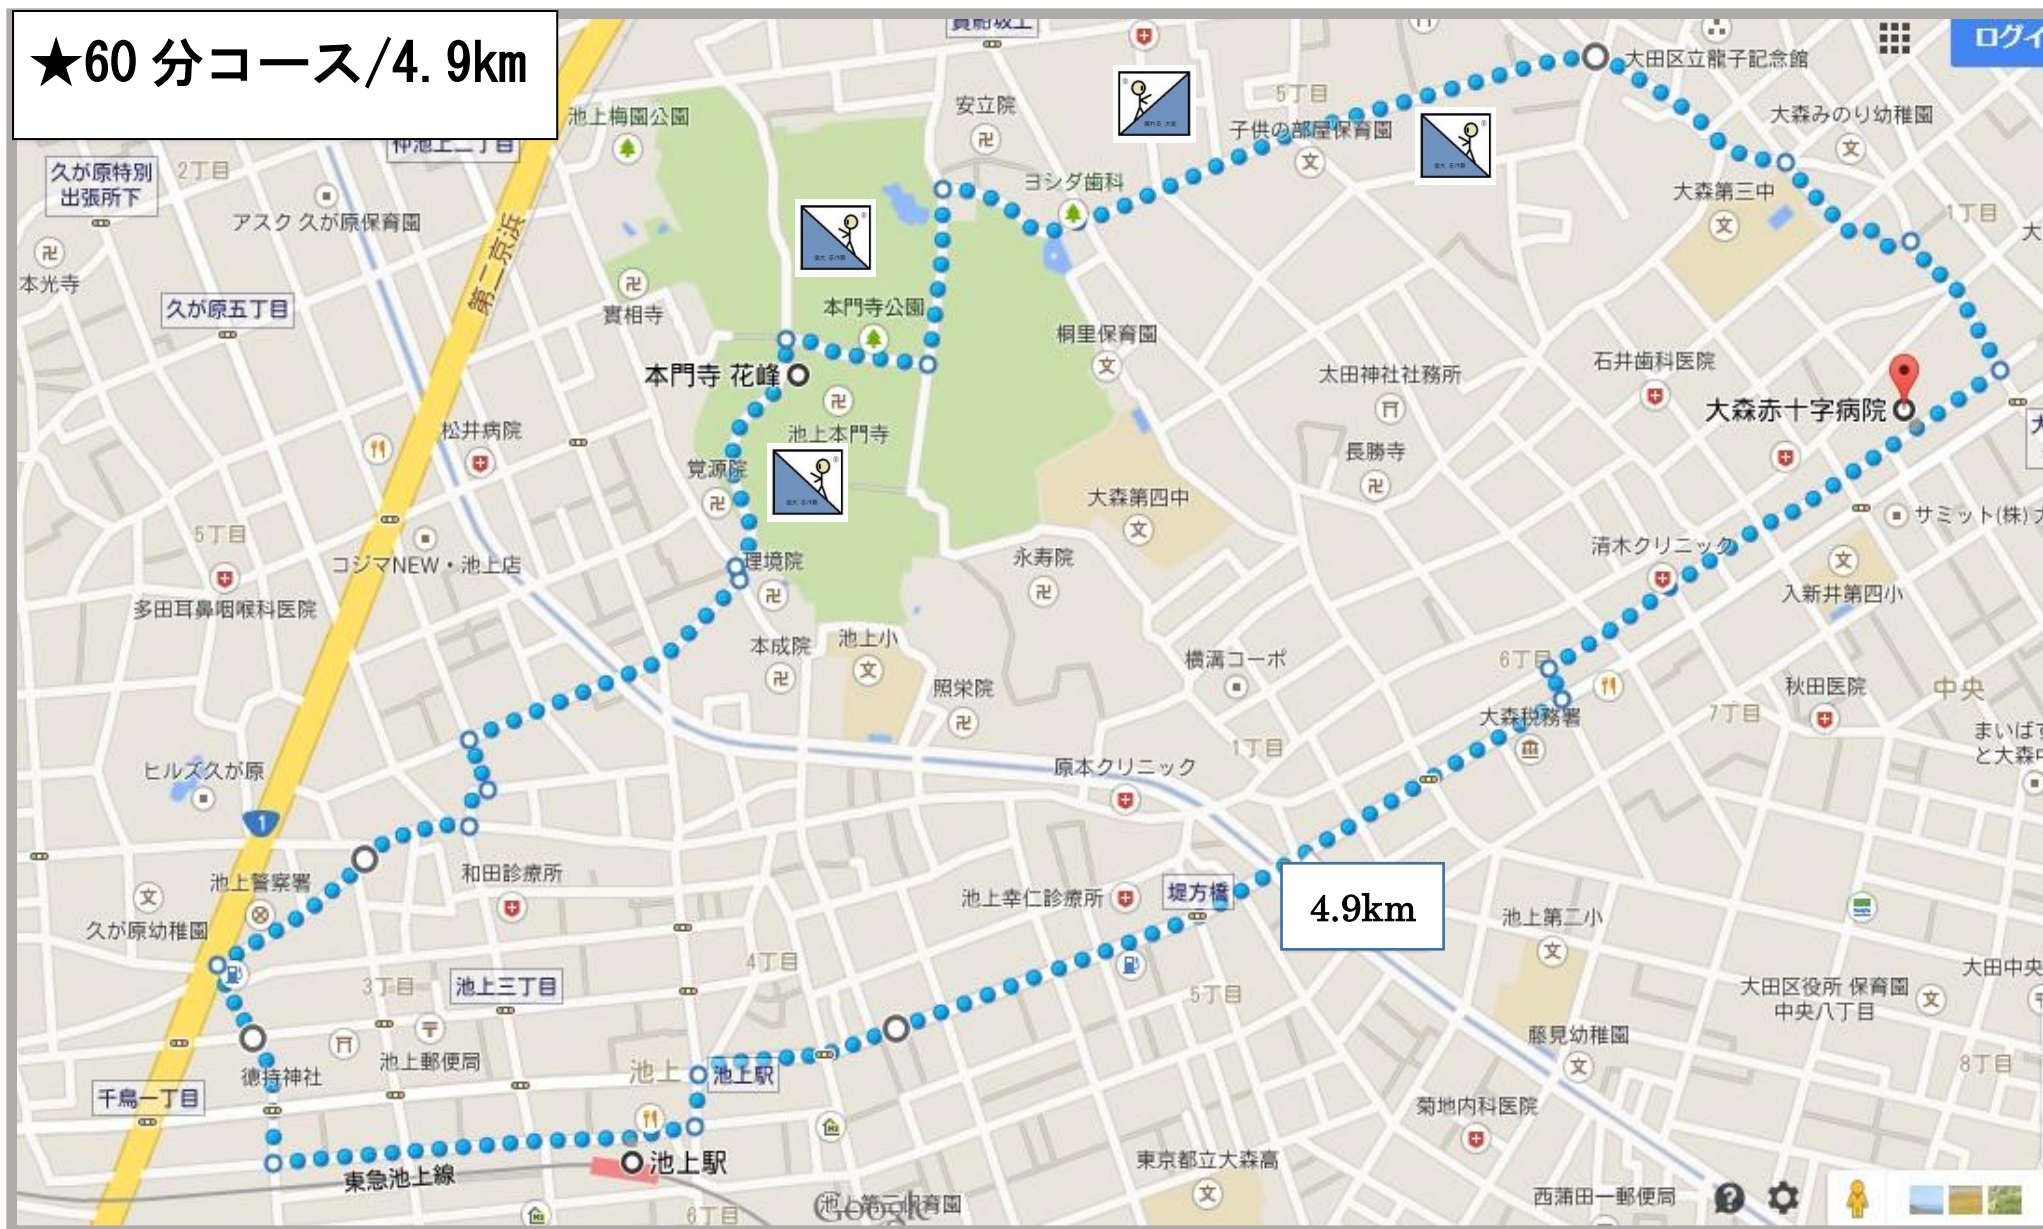 ★60分コース/4.9km
ログイ
大田区立龍子記念館
池上梅園公園
安立院
5丁目
子供の部屋保育園
大森みのり幼稚園
仲池上二丁目
久が原特別
出張所下
2丁目
アスク 久が原保育園
ヨシダ歯科
大森第三中
1丁目
大
本光寺
第二京浜
久が原五丁目
實相寺
本門寺公園
桐里保育園
本門寺 花峰
太田神社社務所
石井歯科医院
大森赤十字病院
松井病院
池上本門寺
覚源院
長勝寺
大森第四中
サミット(株)
5丁目
コジマNEW・池上店
理境院
永寿院
清木クリニック
入新井第四小
多田耳鼻咽喉科医院
本成院
池上小
横溝コーポ
6丁目
照栄院
秋田医院
中央
大森税務署
7丁目
1丁目
まいばす
と大森中
ヒルズ久が原
原本クリニック
1
池上警察署
和田診療所
池上幸仁診療所
堤方橋
4.9km
池上第二小
久が原幼稚園
3丁目
池上三丁目
4丁目
5丁目
大田中央
大田区役所 保育園
中央八丁目
藤見幼稚園
池上郵便局
徳持神社
池上
池上駅
8丁目
千鳥一丁目
菊地内科医院
東急池上線
池上駅
東京都立大森高
西蒲田一郵便局
Google
6丁目